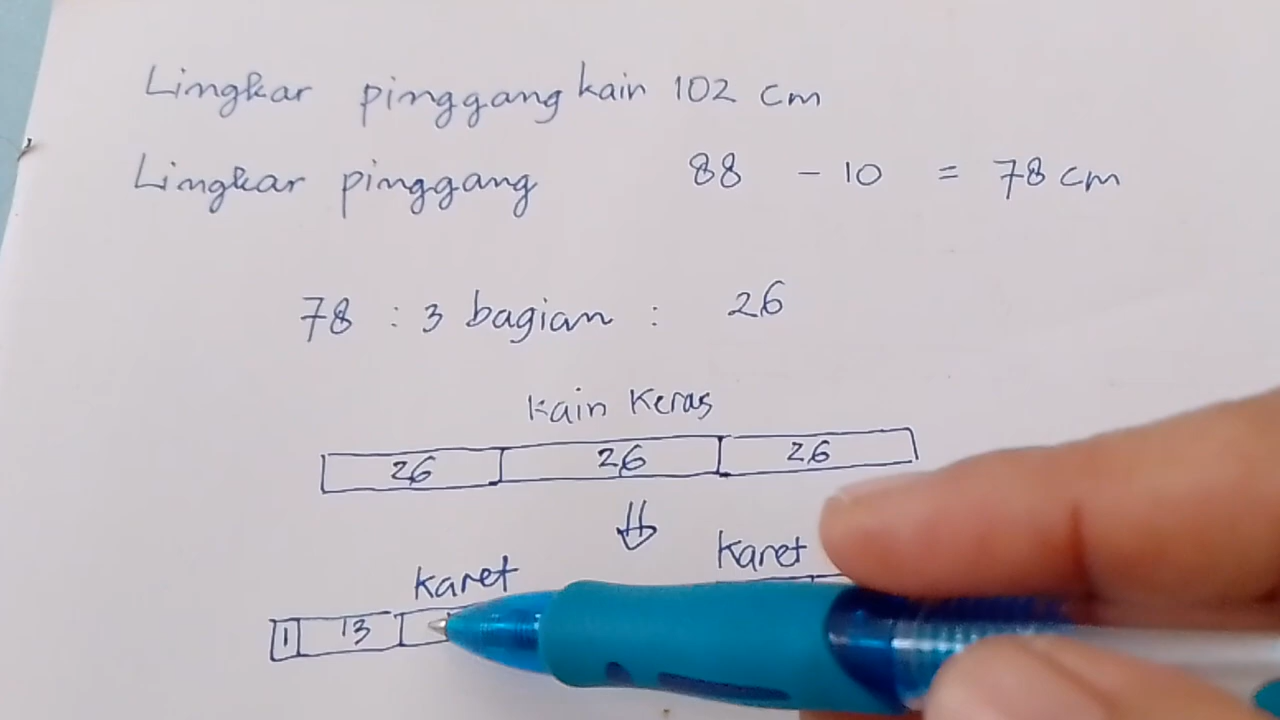 Lingkar pinggang kain 102 cm
Lingkar pinggang 88 - 10 = 78 cm
78 : 3 bagian : 26
Kain Keras
26 26 26
Karet Karet
1 13